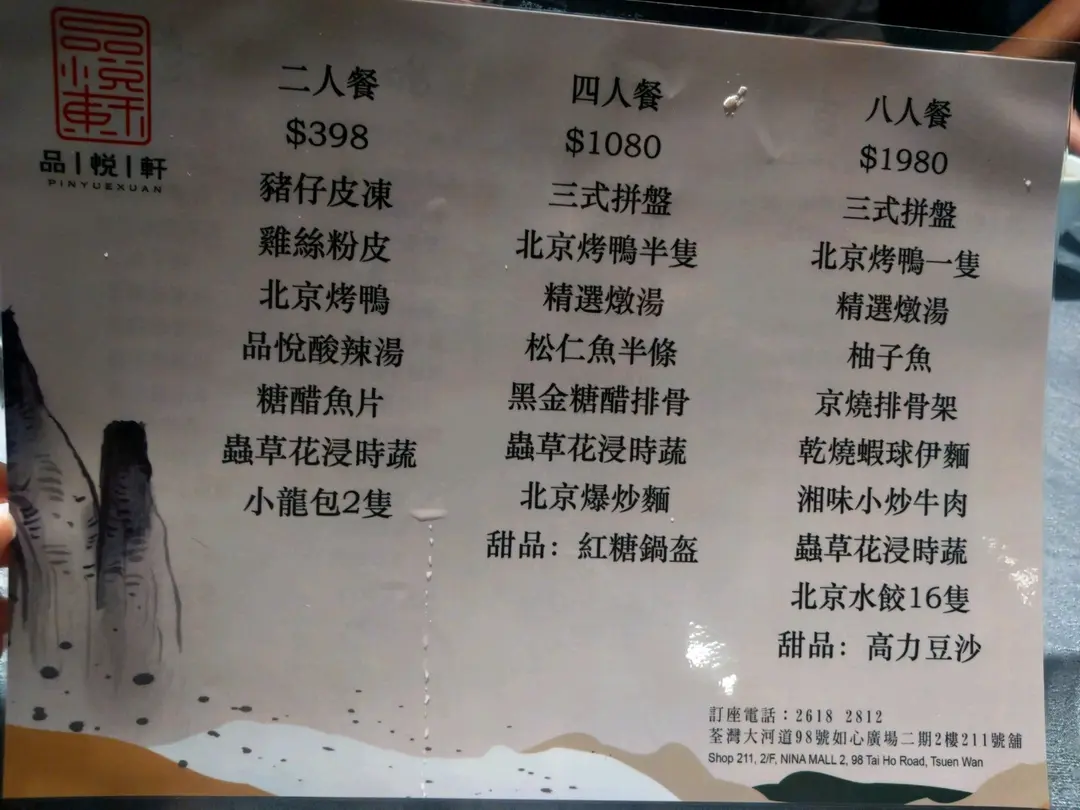 品悅軒
品|悅|軒
PINYUEXUAN
二人餐
$398
豬仔皮凍
雞絲粉皮
北京烤鴨
品悅酸辣湯
糖醋魚片
蟲草花浸時蔬
小龍包2隻
四人餐
$1080
三式拼盤
北京烤鴨半隻
精選燉湯
松仁魚半條
黑金糖醋排骨
蟲草花浸時蔬
北京爆炒麵
甜品：紅糖鍋盔
八人餐
$1980
三式拼盤
北京烤鴨一隻
精選燉湯
柚子魚
京燒排骨架
乾燒蝦球伊麵
湘味小炒牛肉
蟲草花浸時蔬
北京水餃16隻
甜品：高力豆沙
訂座電話：2618 2812
荃灣大河道98號如心廣場二期2樓211號舖
Shop 211, 2/F, NINA MALL 2, 98 Tai Ho Road, Tsuen Wan